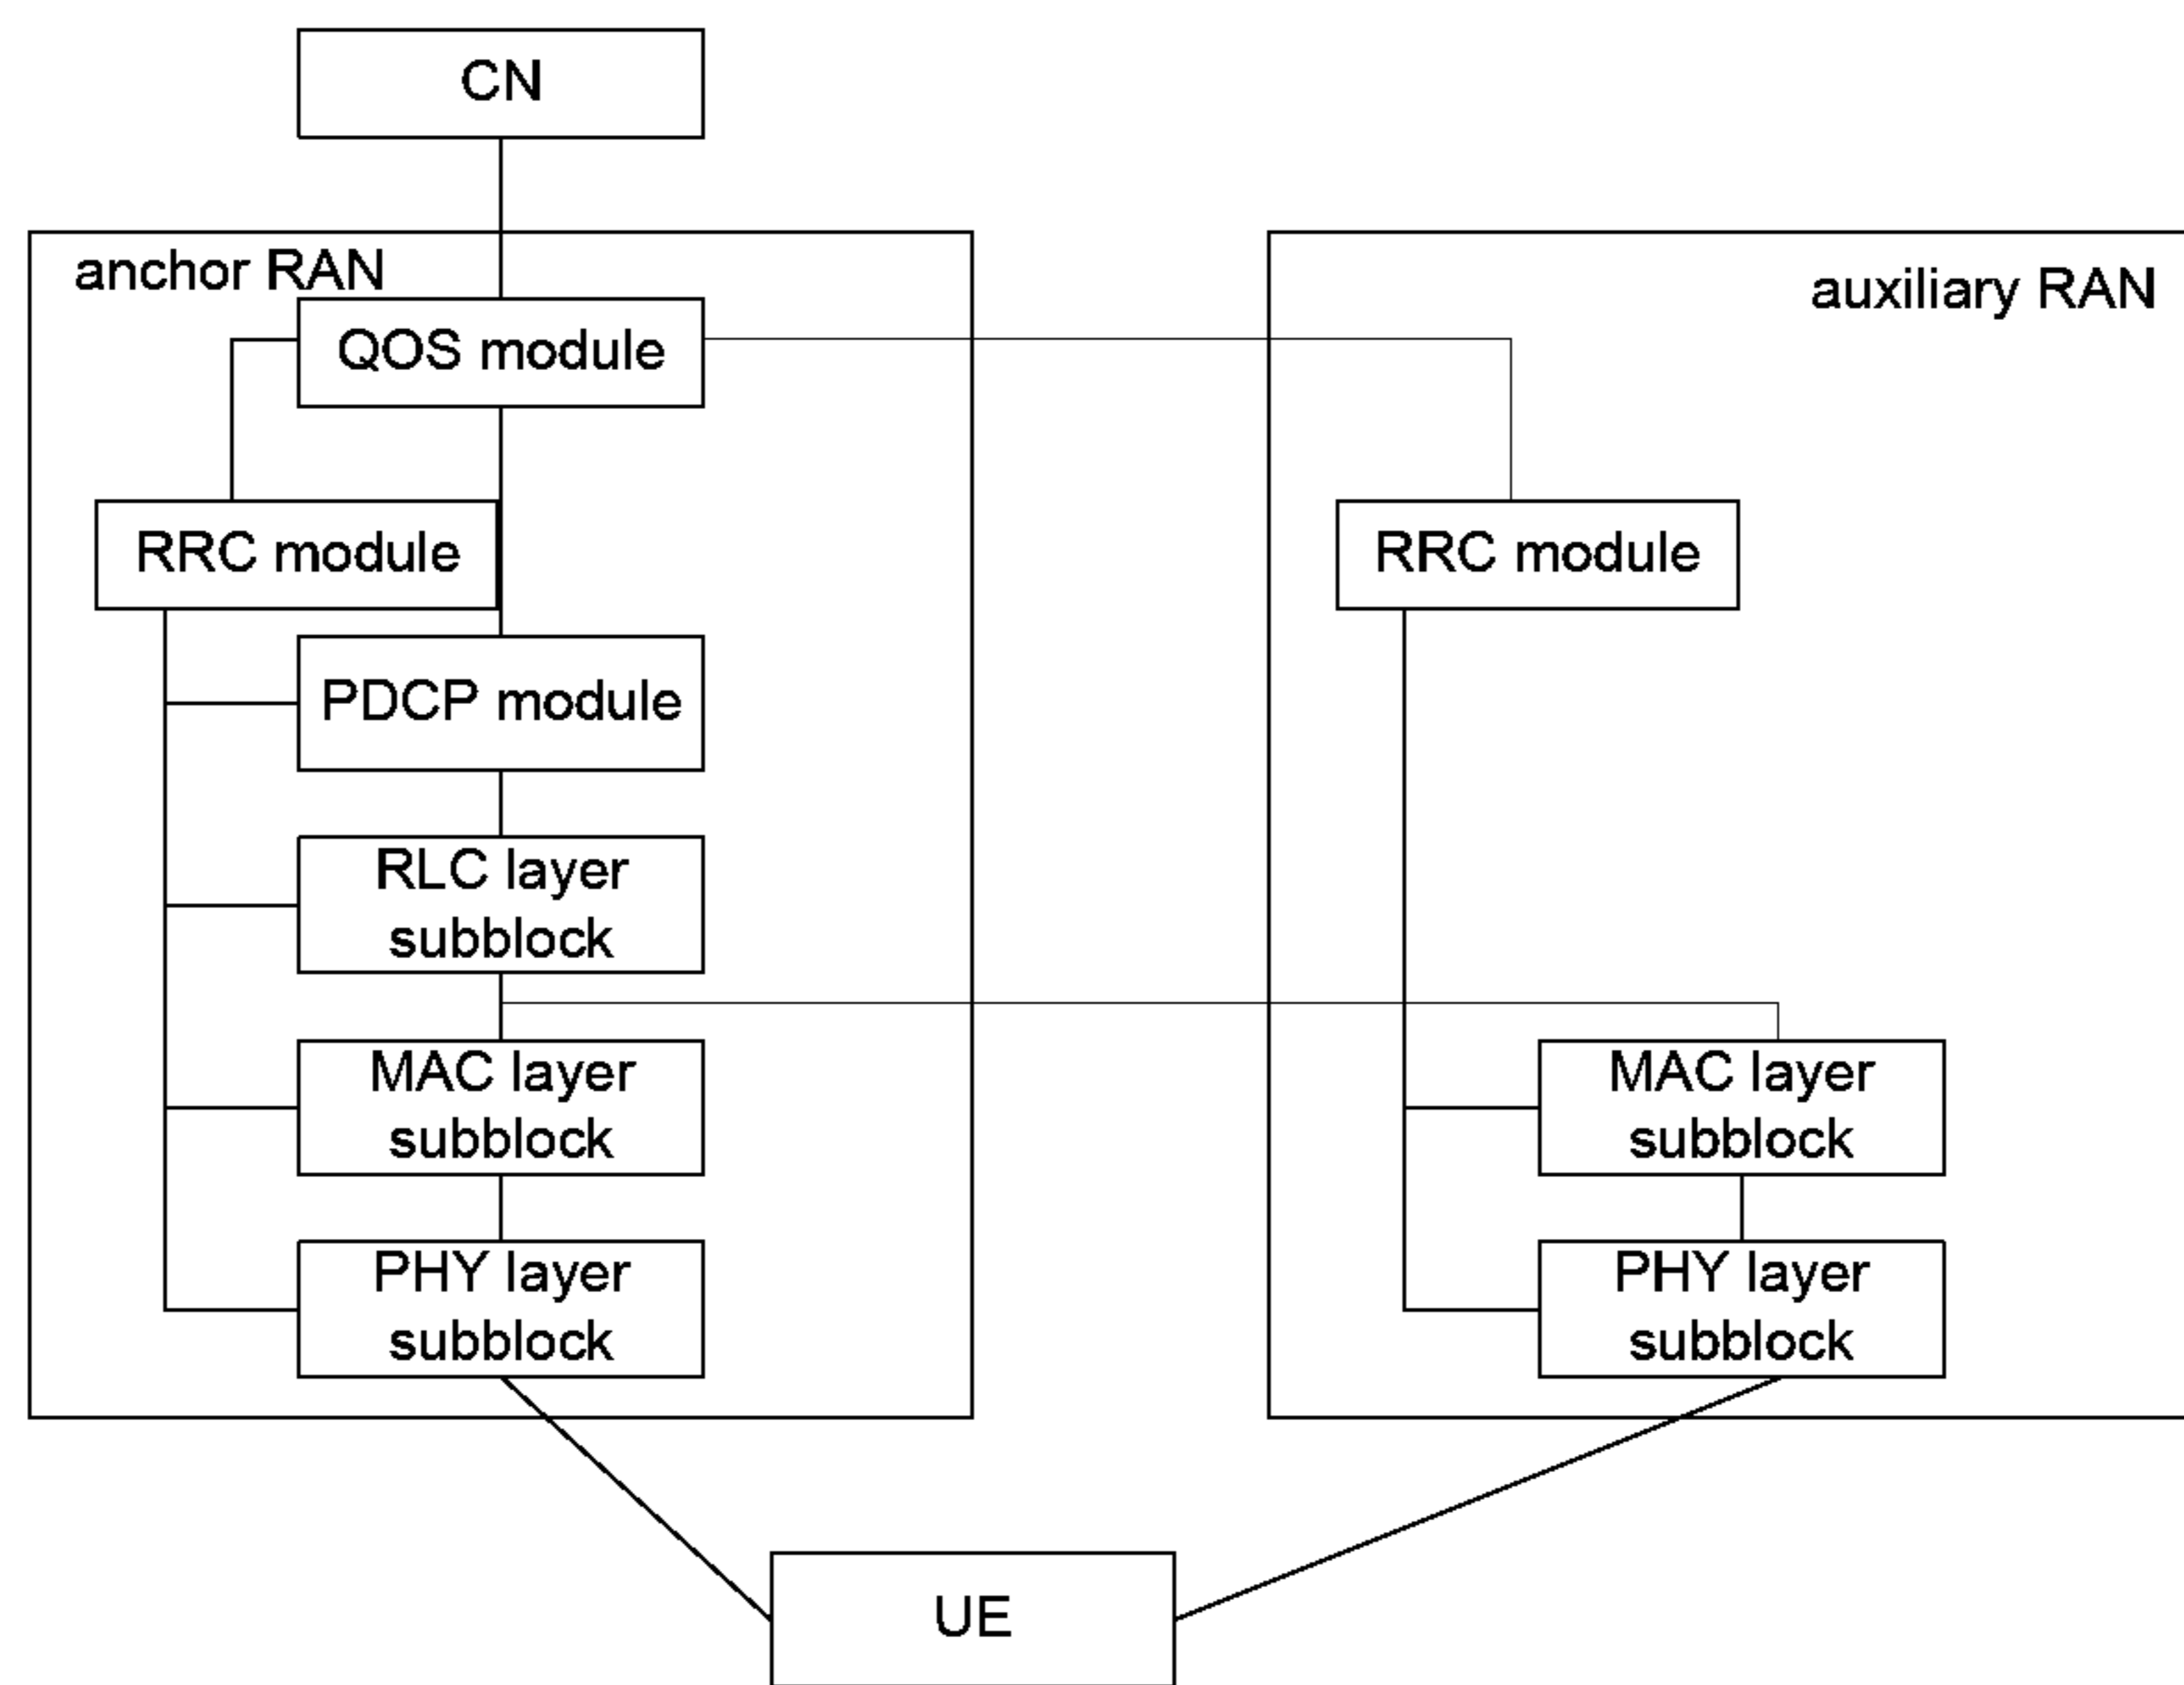 CN
anchor RAN
auxiliary RAN
QOS module
RRC module
RRC module
PDCP module
RLC layer
subblock
MAC layer
subblock
MAC layer
subblock
PHY layer
subblock
PHY layer
subblock
UE